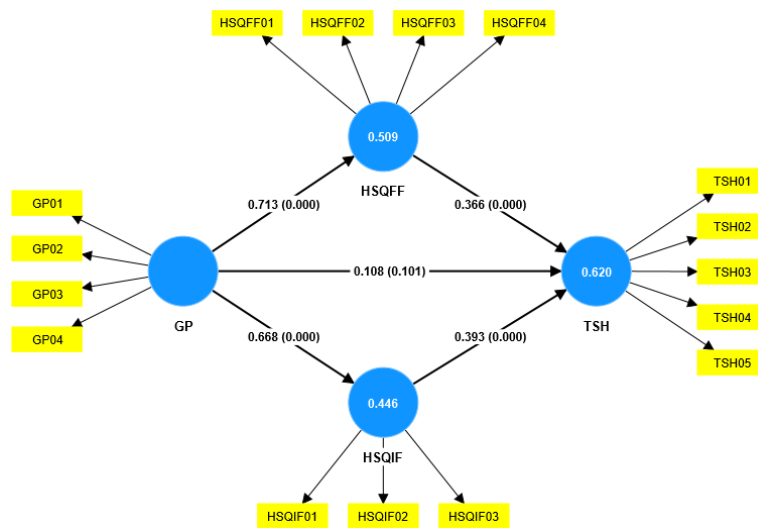 HSQFF01
HSQFF02
HSQFF03
HSQFF04
0.509
HSQFF
0.713 (0.000)
0.366 (0.000)
GP01
GP02
GP03
GP04
GP
0.108 (0.101)
0.620
TSH
TSH01
TSH02
TSH03
TSH04
TSH05
0.668 (0.000)
0.393 (0.000)
0.446
HSQIF
HSQIF01
HSQIF02
HSQIF03